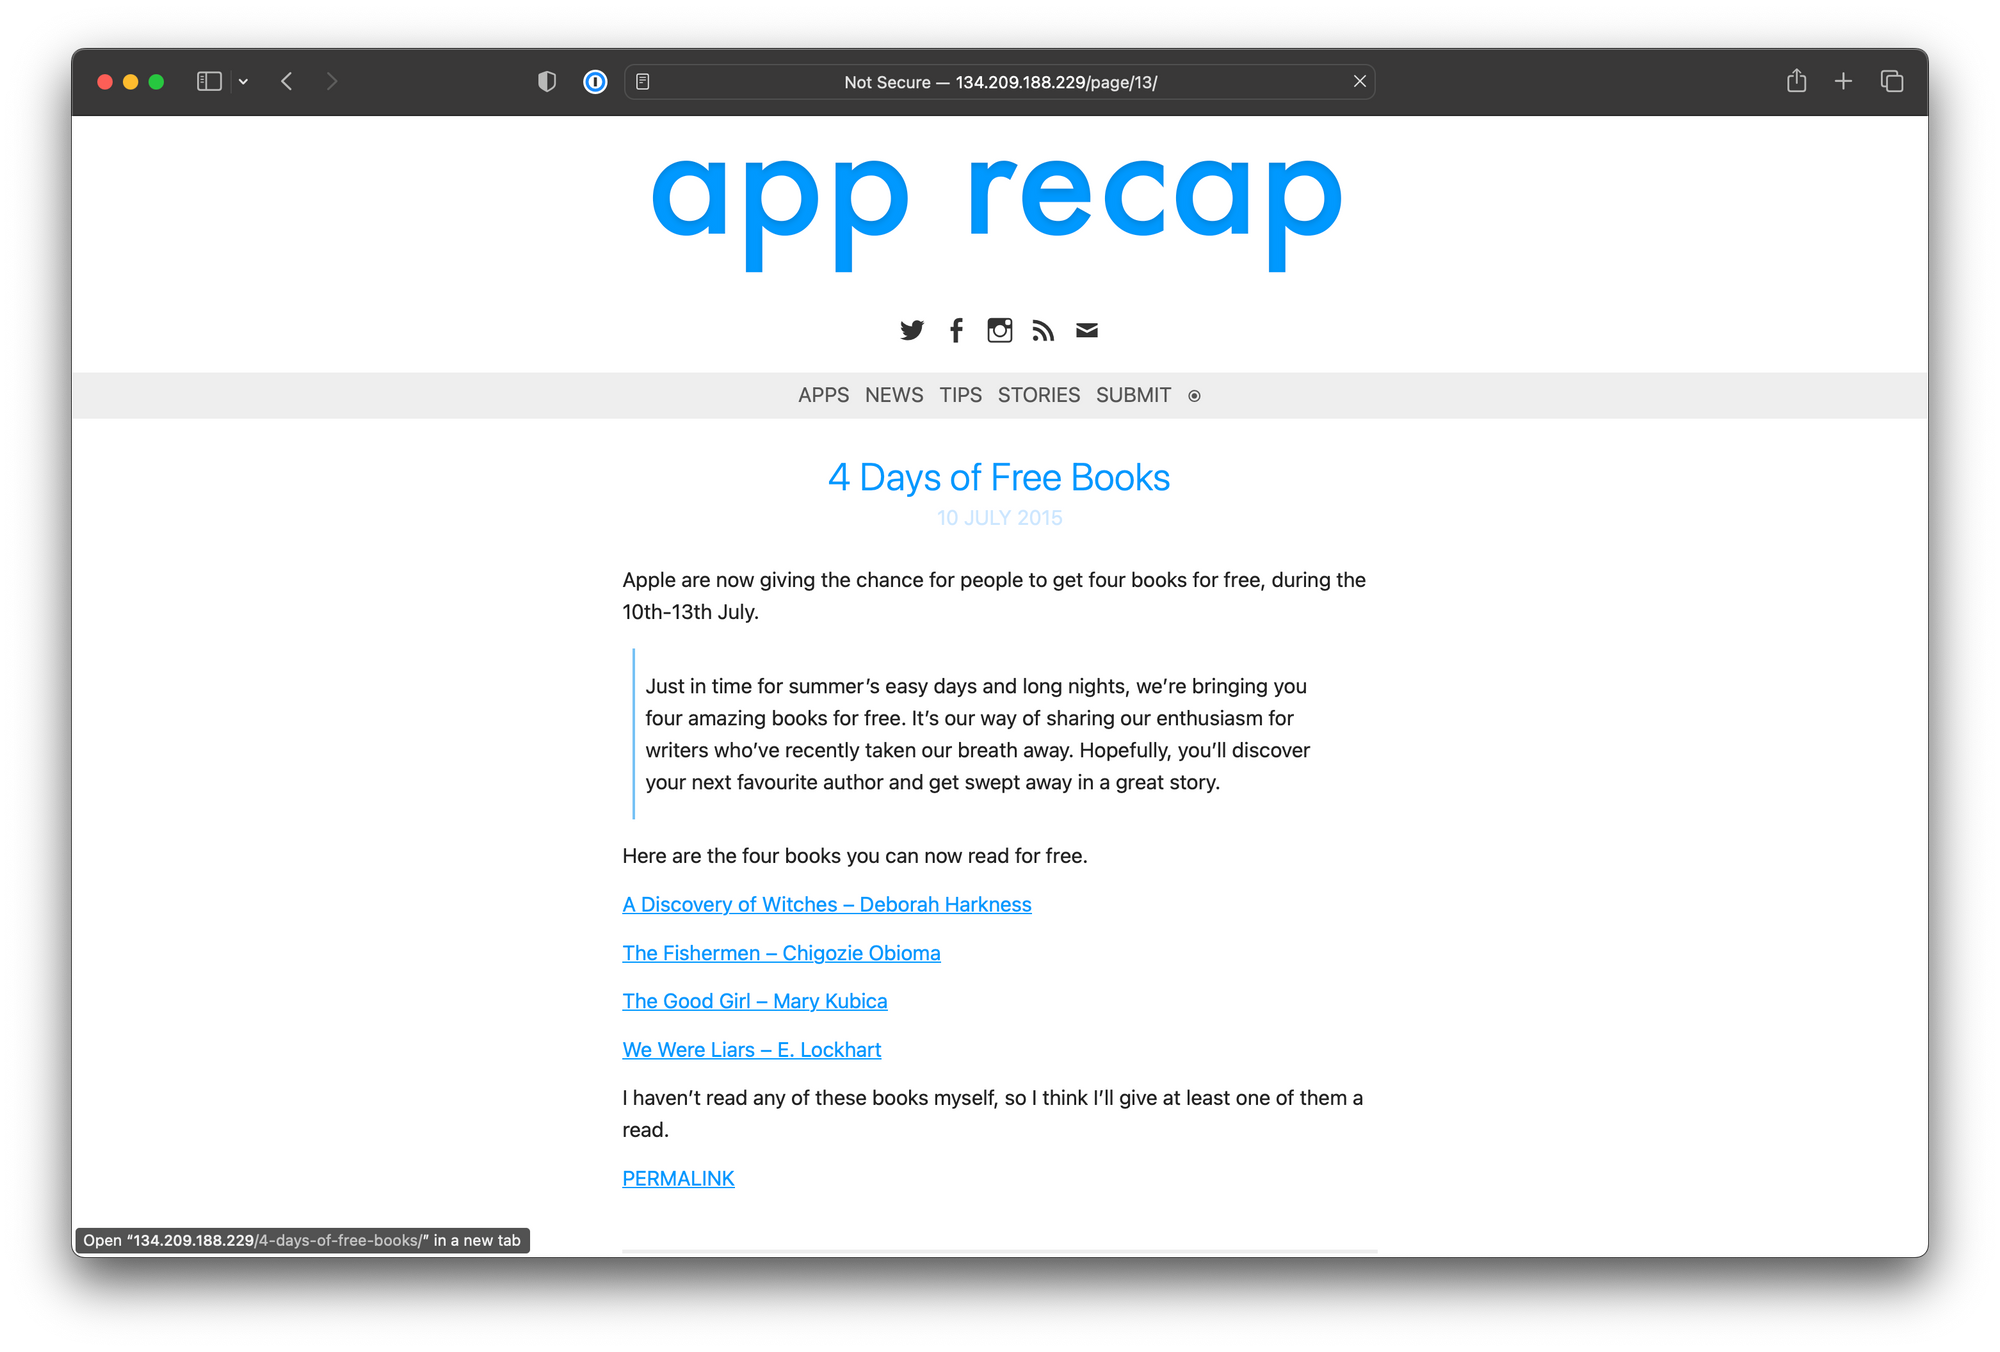 Not Secure — 134.209.188.229/page/13/
app recap
APPS NEWS TIPS STORIES SUBMIT
4 Days of Free Books
10 JULY 2015
Apple are now giving the chance for people to get four books for free, during the
10th-13th July.
Just in time for summer’s easy days and long nights, we’re bringing you
four amazing books for free. It’s our way of sharing our enthusiasm for
writers who’ve recently taken our breath away. Hopefully, you’ll discover
your next favourite author and get swept away in a great story.
Here are the four books you can now read for free.
A Discovery of Witches – Deborah Harkness
The Fishermen – Chigozie Obioma
The Good Girl – Mary Kubica
We Were Liars – E. Lockhart
I haven’t read any of these books myself, so I think I’ll give at least one of them a
read.
PERMALINK
Open “134.209.188.229/4-days-of-free-books/” in a new tab